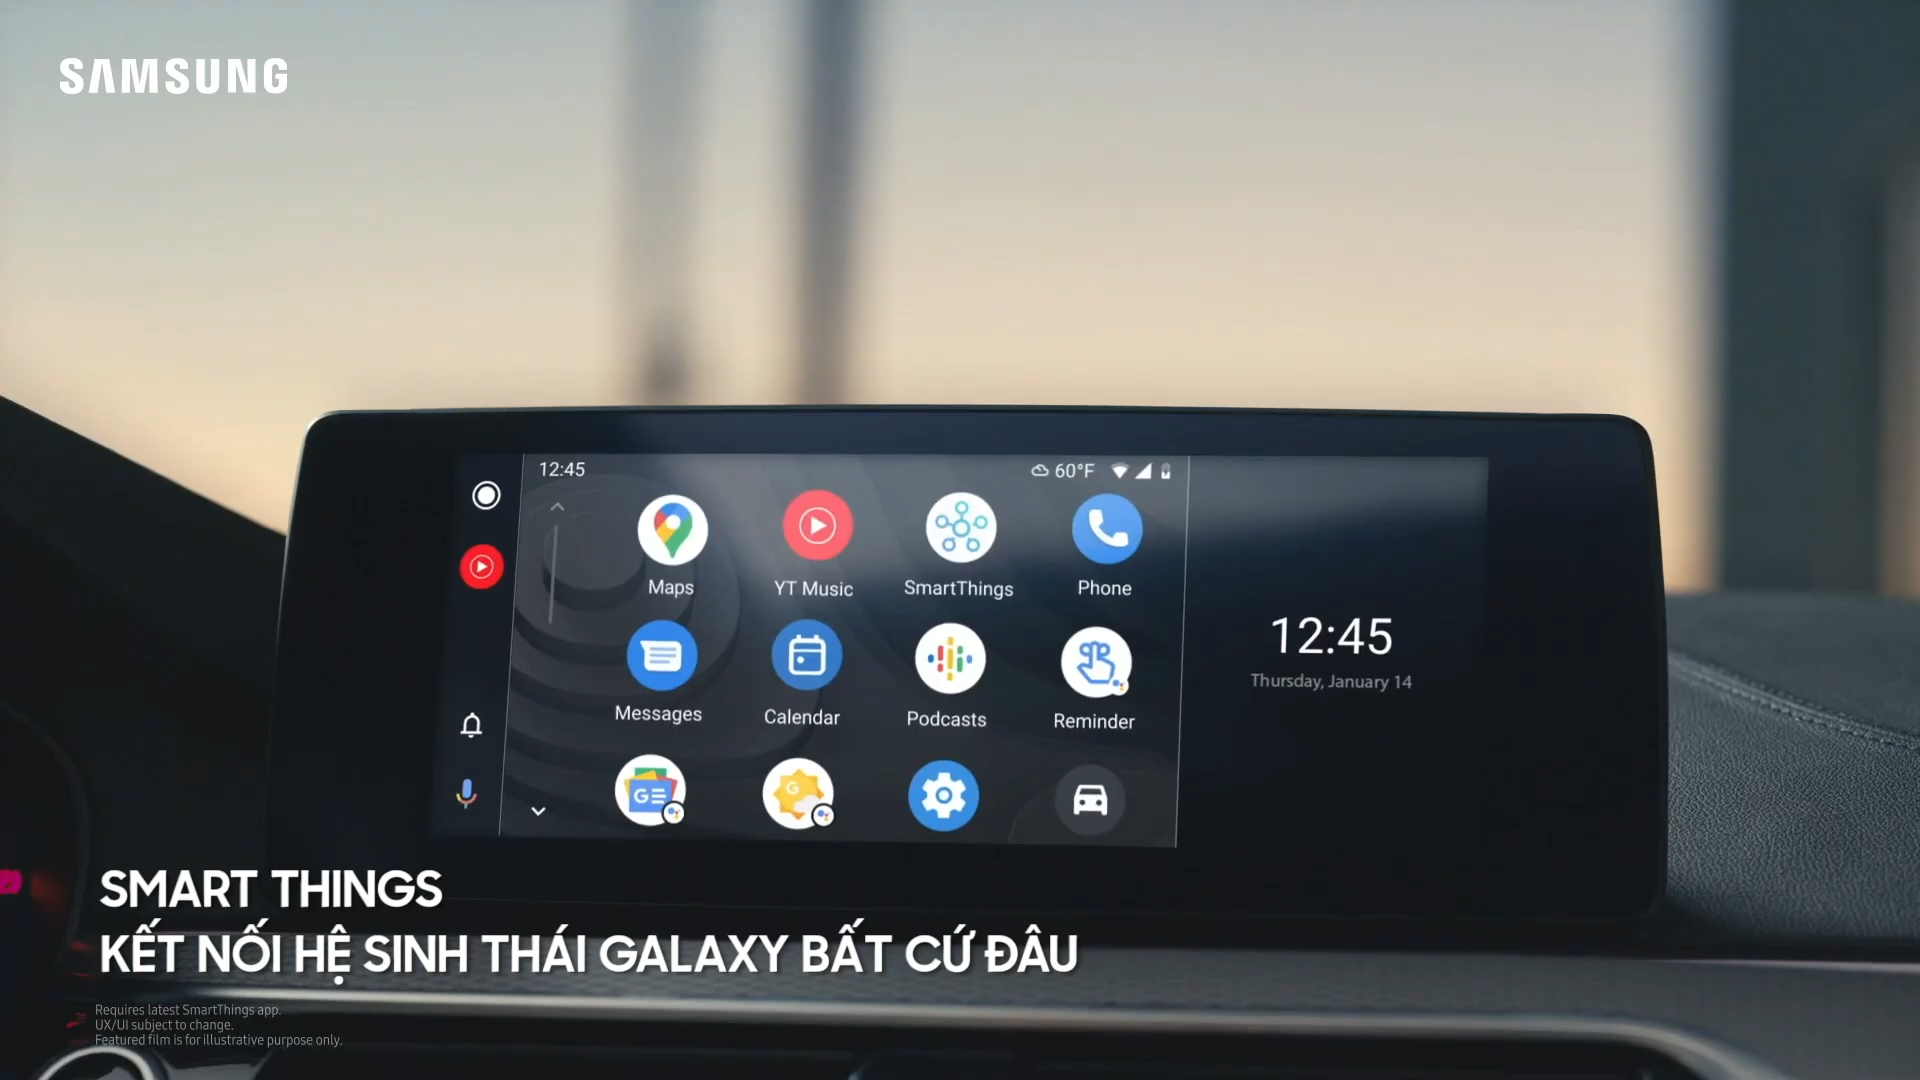 SAMSUNG
12:45
60°F
Maps
YT Music
SmartThings
Phone
Messages
Calendar
Podcasts
Reminder
G
G
12:45
Thursday, January 14
SMART THINGS
KẾT NỐI HỆ SINH THÁI GALAXY BẤT CỨ ĐÂU
Requires latest SmartThings app.
UX/UI subject to change.
Featured film is for illustrative purpose only.